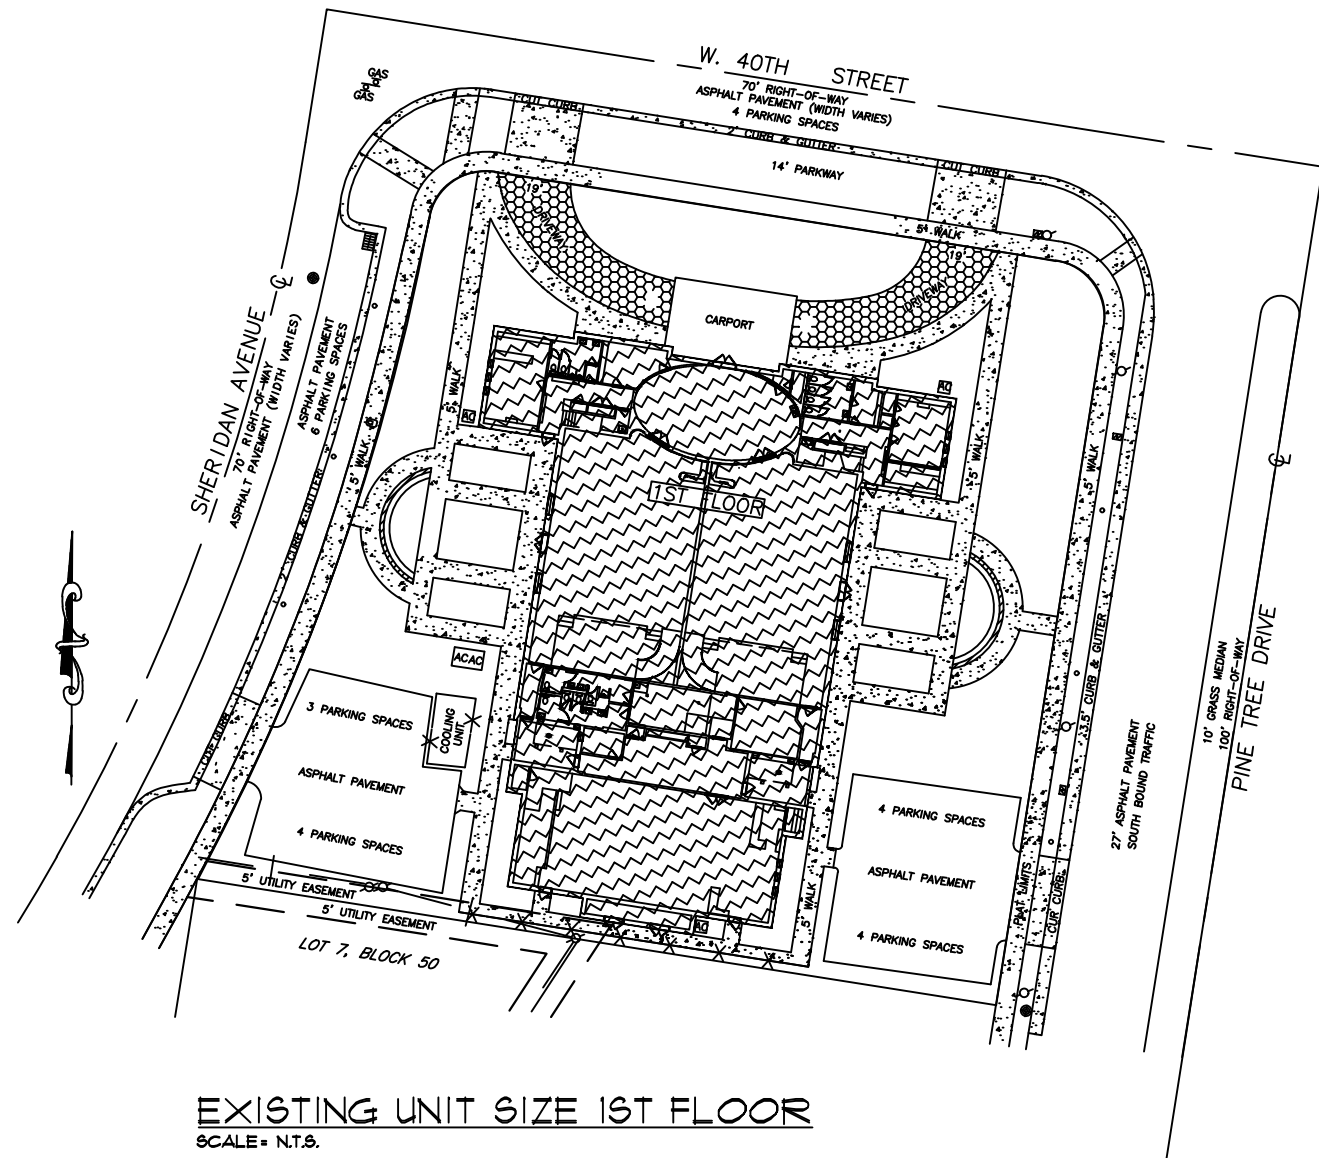 W. 40TH STREET
70' RIGHT-OF-WAY
ASPHALT PAVEMENT (WIDTH VARIES)
4 PARKING SPACES
GAS
GAS
CUT CURB
2' CURB & GUTTER
CUT CURB
14' PARKWAY
5' WALK
19'
DRIVEWAY
19'
DRIVEWAY
CARPORT
SHERIDAN AVENUE
70' RIGHT-OF-WAY
ASPHALT PAVEMENT (WIDTH VARIES)
ASPHALT PAVEMENT
6 PARKING SPACES
5' WALK
AC
AC
5' WALK
5' WALK
5' WALK
2' CURB & GUTTER
1ST FLOOR
ACAC
3 PARKING SPACES
COOLING
UNIT
ASPHALT PAVEMENT
4 PARKING SPACES
CUT CURB
5' UTILITY EASEMENT
5' UTILITY EASEMENT
LOT 7, BLOCK 50
AC
5' WALK
4 PARKING SPACES
ASPHALT PAVEMENT
4 PARKING SPACES
PLAT LIMITS
CUR CURB
3.5' CURB & GUTTER
27' ASPHALT PAVEMENT
SOUTH BOUND TRAFFIC
10' GRASS MEDIAN
100' RIGHT-OF-WAY
PINE TREE DRIVE
EXISTING UNIT SIZE 1ST FLOOR
SCALE= N.T.S.